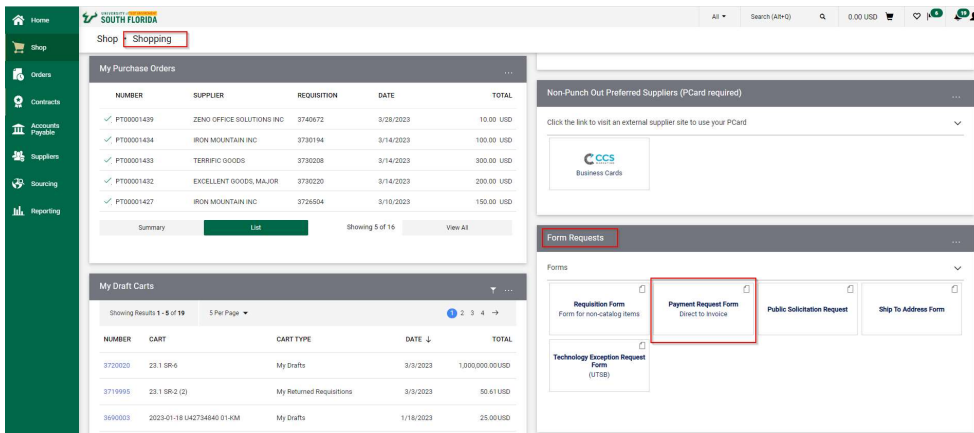 Home
Shop
Orders
Contracts
Accounts
Payable
Suppliers
Sourcing
Reporting
SOUTH FLORIDA
All
Search (Alt+Q)
0.00 USD
Shop • Shopping
My Purchase Orders
NUMBER SUPPLIER REQUISITION DATE TOTAL
PT00001439 ZENO OFFICE SOLUTIONS INC 3740672 3/28/2023 10.00 USD
PT00001434 IRON MOUNTAIN INC 3730194 3/14/2023 100.00 USD
PT00001433 TERRIFIC GOODS 3730208 3/14/2023 300.00 USD
PT00001432 EXCELLENT GOODS, MAJOR 3730220 3/14/2023 200.00 USD
PT00001427 IRON MOUNTAIN INC 3726504 3/10/2023 150.00 USD
Summary List Showing 5 of 16 View All
My Draft Carts
Showing Results 1 - 5 of 19 5 Per Page 1 2 3 4
NUMBER CART CART TYPE DATE TOTAL
3720020 23.1 SR-6 My Drafts 3/3/2023 1,000,000.00 USD
3719995 23.1 SR-2 (2) My Returned Requisitions 3/3/2023 50.61 USD
3690003 2023-01-18 U42734840 01-KM My Drafts 1/18/2023 25.00 USD
Non-Punch Out Preferred Suppliers (PCard required)
Click the link to visit an external supplier site to use your PCard
CCS
Business Cards
Form Requests
Forms
Requisition Form
Form for non-catalog items
Payment Request Form
Direct to Invoice
Public Solicitation Request
Ship To Address Form
Technology Exception Request
Form
(UTSB)